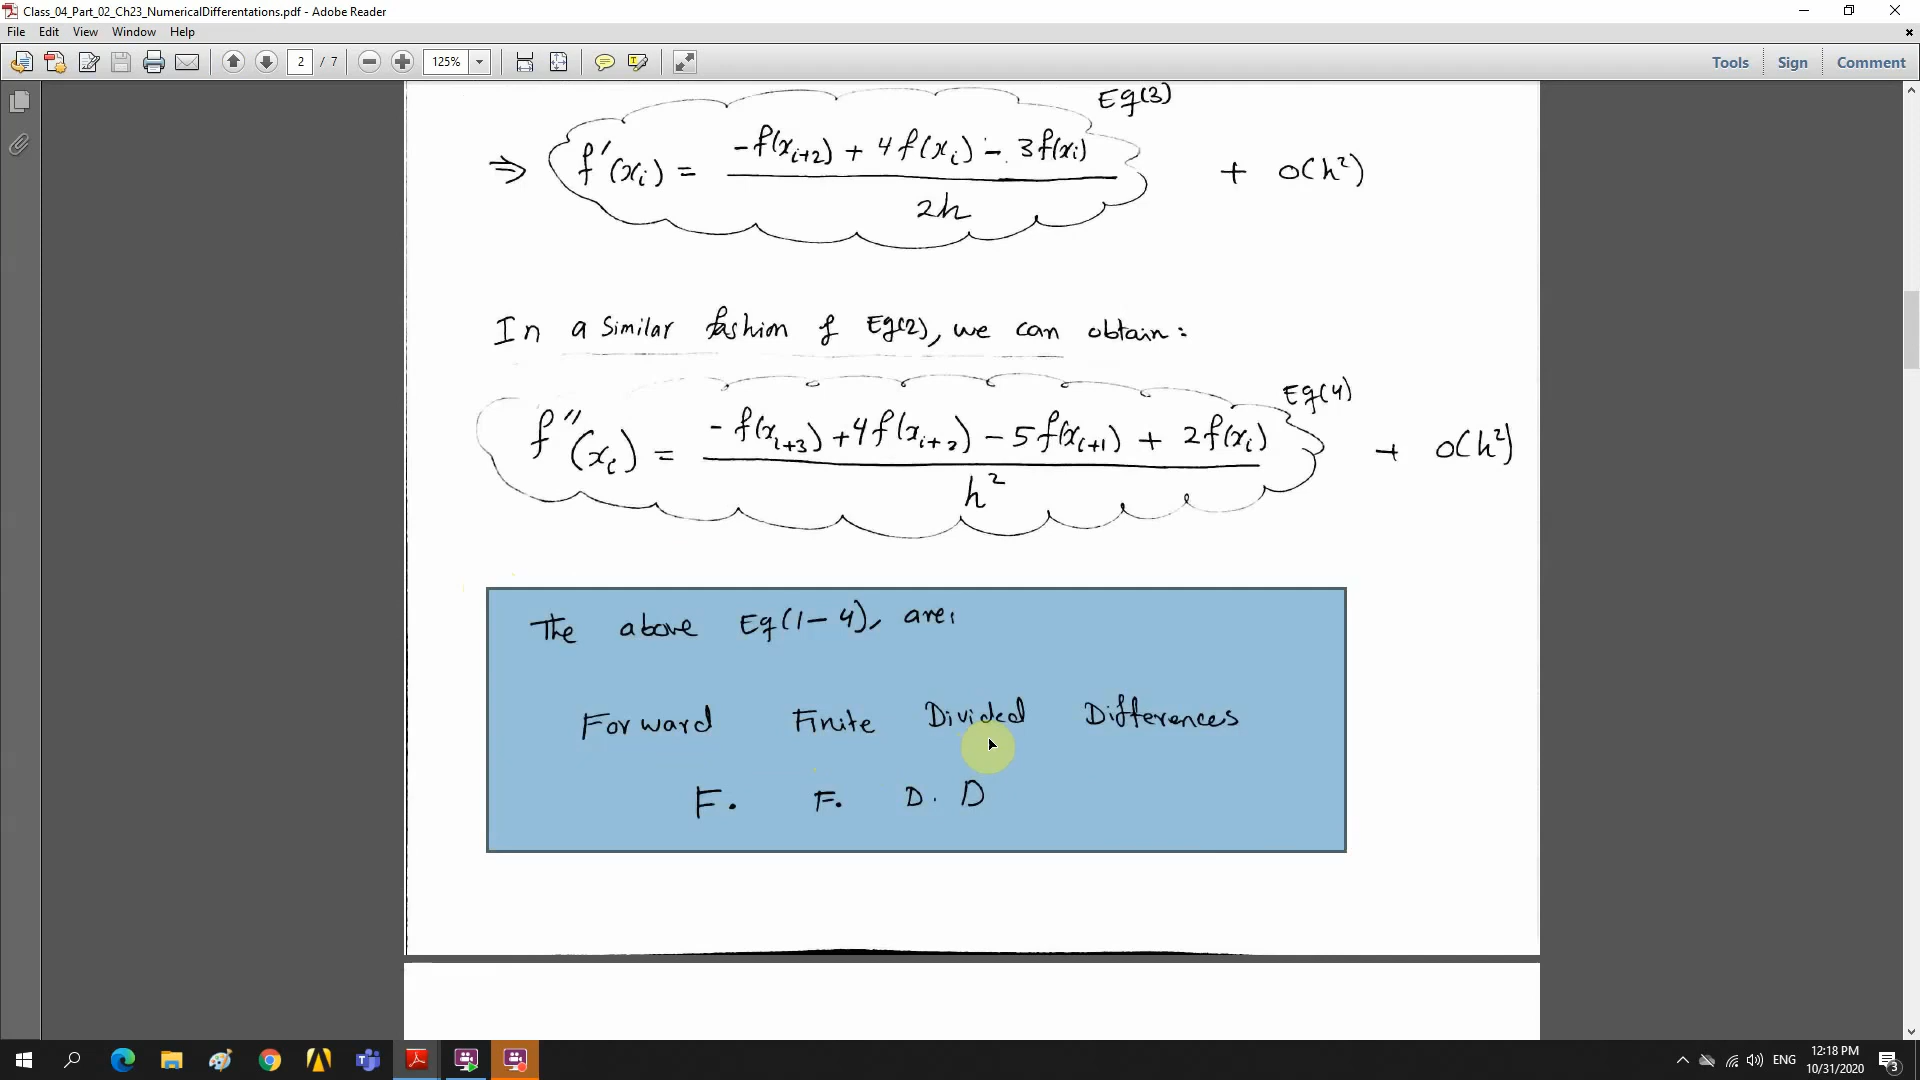 Class_04_Part_02_Ch23_NumericalDifferentations.pdf - Adobe Reader
File Edit View Window Help
2 / 7 125% Tools Sign Comment
Eq(3)
⇒ f'(xᵢ) = (-f(xᵢ₊₂) + 4f(xᵢ) - 3f(xᵢ)) / 2h + O(h²)
In a similar fashion of Eq(2), we can obtain:
Eq(4)
f''(xᵢ) = (-f(xᵢ₊₃) + 4f(xᵢ₊₂) - 5f(xᵢ₊₁) + 2f(xᵢ)) / h² + O(h²)
The above Eq(1-4), are:
Forward Finite Divided Differences
F. F. D. D
ENG 12:18 PM
10/31/2020 3